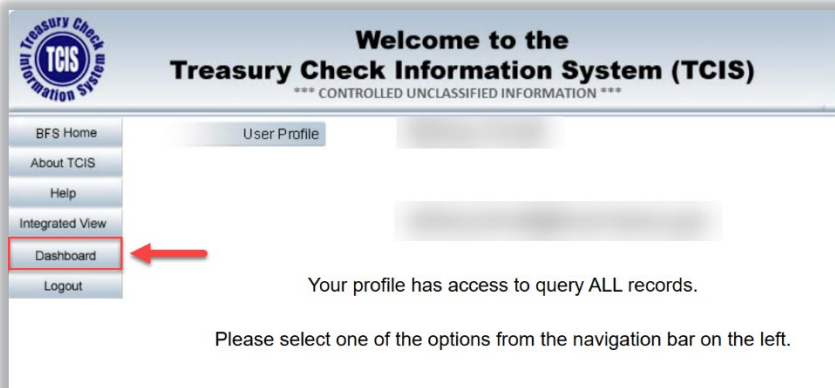 Treasury Check
Information System
TCIS
Welcome to the
Treasury Check Information System (TCIS)
*** CONTROLLED UNCLASSIFIED INFORMATION ***
BFS Home
About TCIS
Help
Integrated View
Dashboard
Logout
User Profile
Your profile has access to query ALL records.
Please select one of the options from the navigation bar on the left.